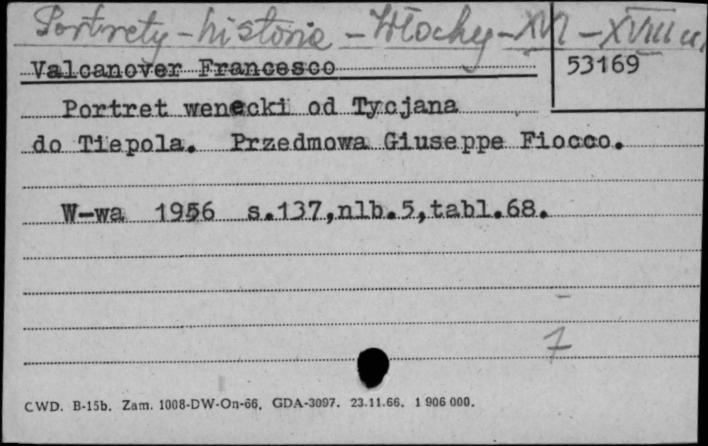 Portrety - historia - Włochy - XVI - XVIII w.
Valcanover Francesco
53169
Portret wenecki od Tycjana
do Tiepola. Przedmowa Giuseppe Fiocco.
W-wa 1956 s.137,nlb.5,tabl.68.
7
CWD. B-15b. Zam. 1008-DW-On-66. GDA-3097. 23.11.66. 1 906 000.